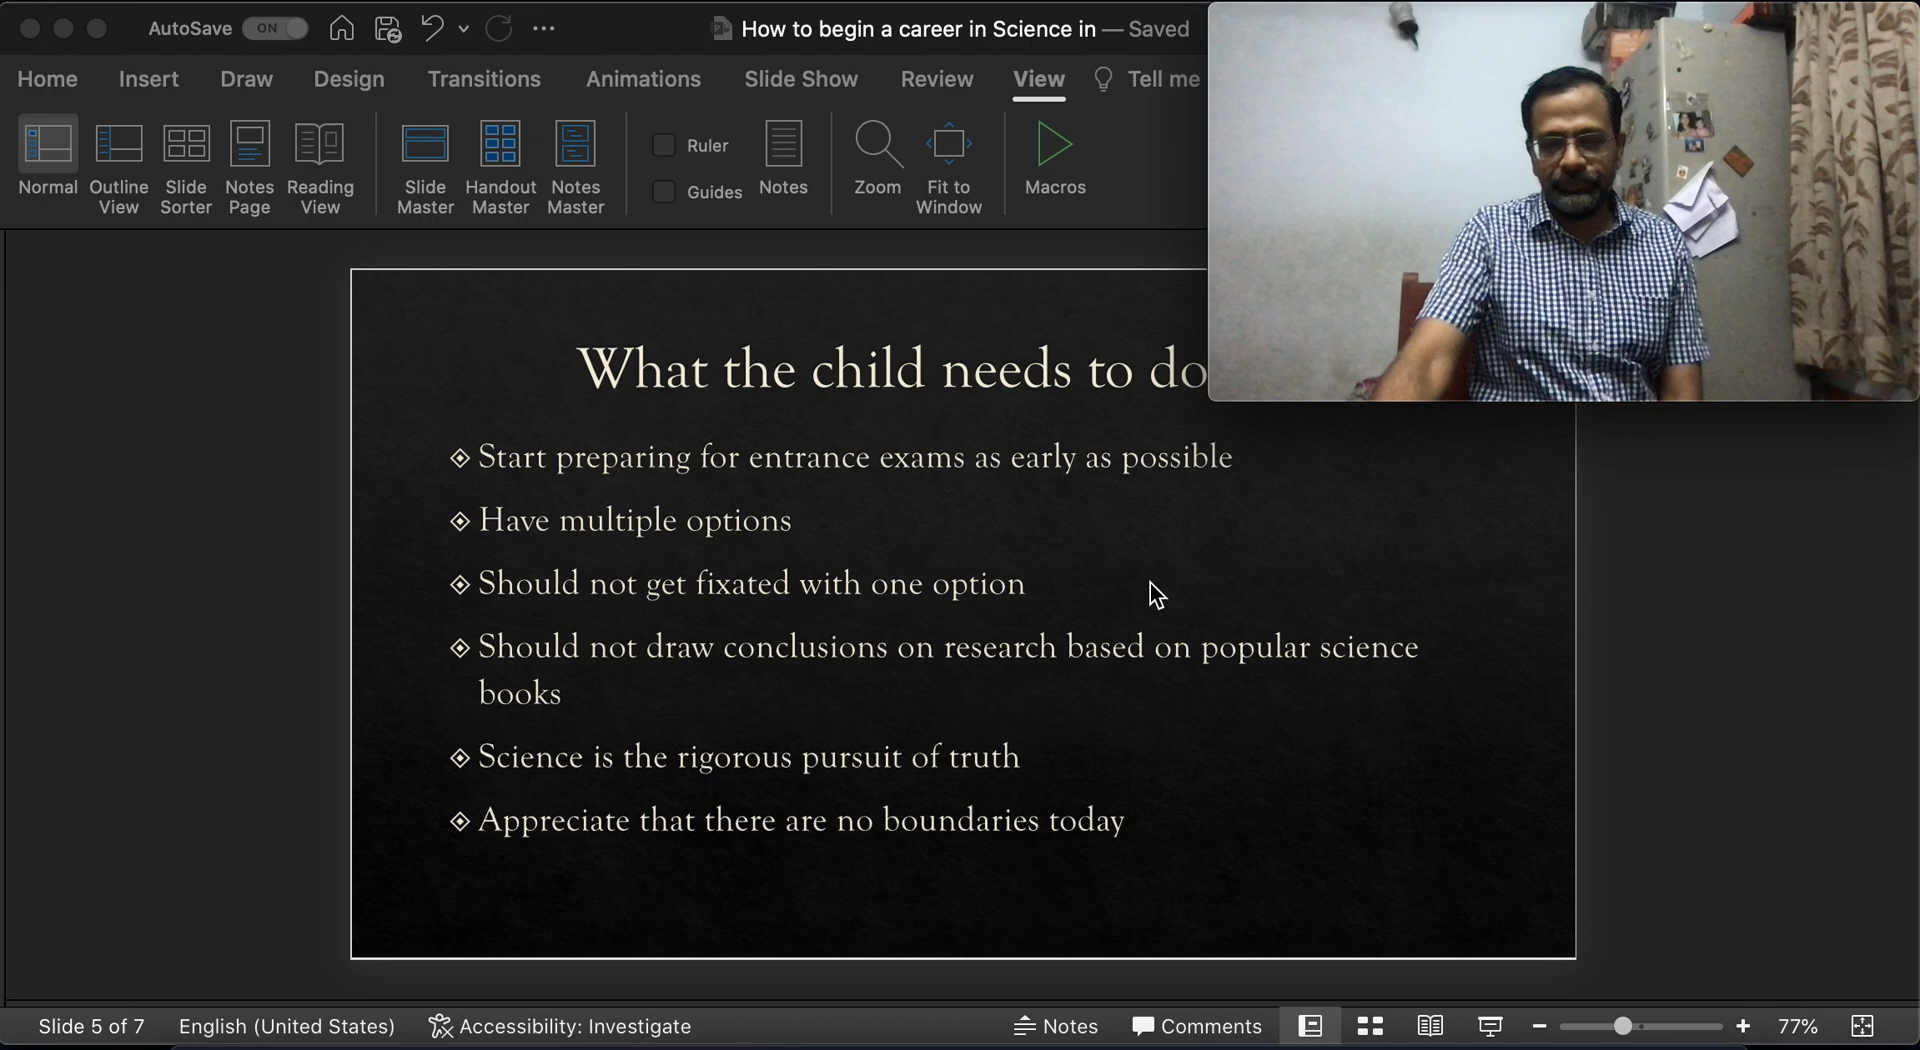 AutoSave ON How to begin a career in Science in — Saved
Home Insert Draw Design Transitions Animations Slide Show Review View Tell me
Normal
Outline View
Slide Sorter
Notes Page
Reading View
Slide Master
Handout Master
Notes Master
Ruler
Guides
Notes
Zoom
Fit to Window
Macros
What the child needs to do
Start preparing for entrance exams as early as possible
Have multiple options
Should not get fixated with one option
Should not draw conclusions on research based on popular science
books
Science is the rigorous pursuit of truth
Appreciate that there are no boundaries today
Slide 5 of 7 English (United States) Accessibility: Investigate Notes Comments 77%